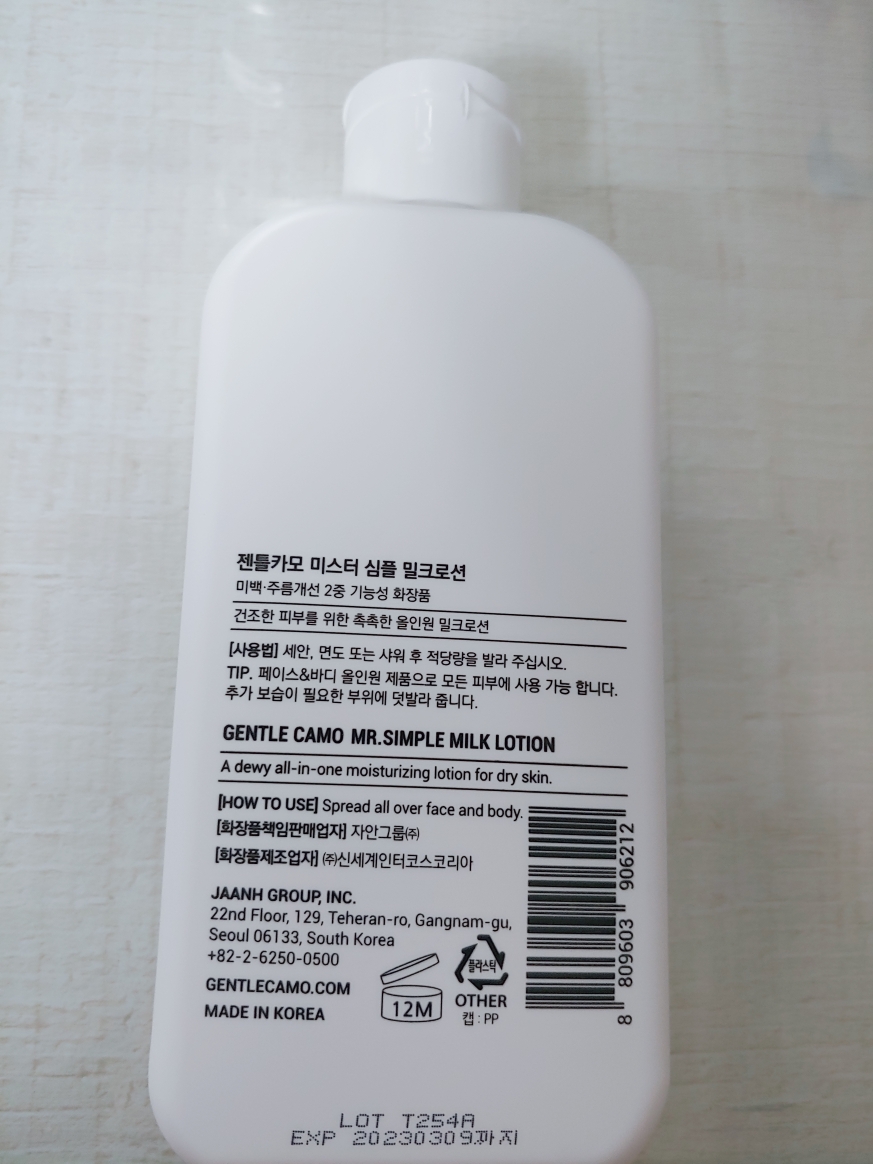 젠틀카모 미스터 심플 밀크로션
미백·주름개선 2중 기능성 화장품
건조한 피부를 위한 촉촉한 올인원 밀크로션
[사용법] 세안, 면도 또는 샤워 후 적당량을 발라 주십시오.
TIP. 페이스&바디 올인원 제품으로 모든 피부에 사용 가능 합니다.
추가 보습이 필요한 부위에 덧발라 줍니다.
GENTLE CAMO MR.SIMPLE MILK LOTION
A dewy all-in-one moisturizing lotion for dry skin.
[HOW TO USE] Spread all over face and body.
[화장품책임판매업자] 자안그룹㈜
[화장품제조업자] ㈜신세계인터코스코리아
JAANH GROUP, INC.
22nd Floor, 129, Teheran-ro, Gangnam-gu,
Seoul 06133, South Korea
+82-2-6250-0500
GENTLECAMO.COM
MADE IN KOREA
12M
플라스틱
OTHER
캡 : PP
8 809603 906212
LOT T254A
EXP 20230309까지